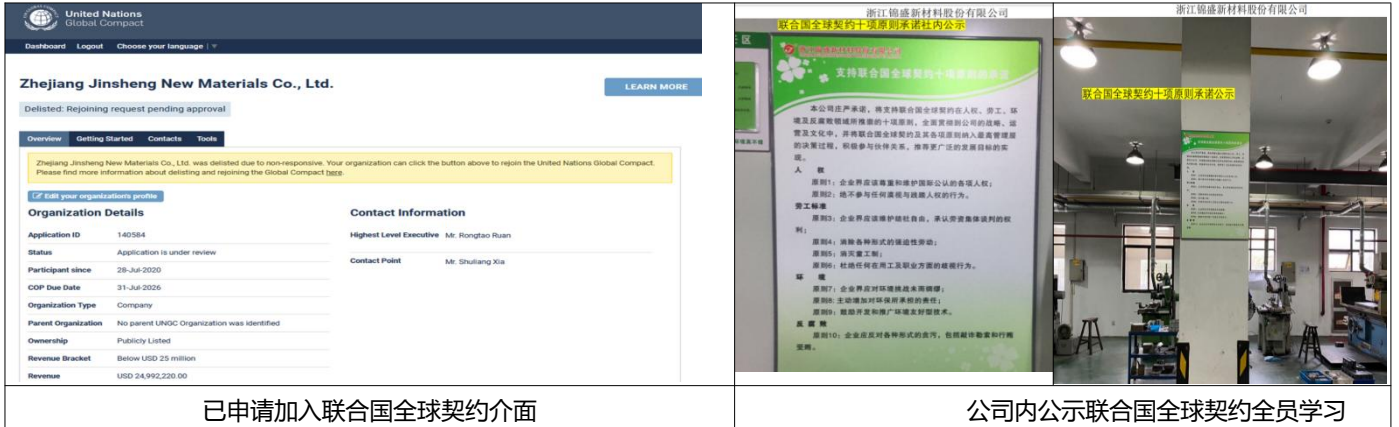 United Nations
Global Compact
Dashboard Logout Choose your language
Zhejiang Jinsheng New Materials Co., Ltd.
LEARN MORE
Delisted: Rejoining request pending approval
Overview Getting Started Contacts Tools
Zhejiang Jinsheng New Materials Co., Ltd. was delisted due to non-responsive. Your organization can click the button above to rejoin the United Nations Global Compact.
Please find more information about delisting and rejoining the Global Compact here.
Edit your organization's profile
Organization Details
Application ID 140584
Status Application is under review
Participant since 28-Jul-2020
COP Due Date 31-Jul-2026
Organization Type Company
Parent Organization No parent UNGC Organization was identified
Ownership Publicly Listed
Revenue Bracket Below USD 25 million
Revenue USD 24,992,220.00
Contact Information
Highest Level Executive Mr. Rongtao Ruan
Contact Point Mr. Shuliang Xia
已申请加入联合国全球契约介面
浙江锦盛新材料股份有限公司
联合国全球契约十项原则承诺社内公示
支持联合国全球契约十项原则的承诺
本公司庄严承诺，将支持联合国全球契约在人权、劳工、环
境及反腐败领域所推崇的十项原则，全面贯彻到公司的战略、运
营及文化中，并将联合国全球契约及其各项原则纳入最高管理层
的决策过程，积极参与伙伴关系，推荐更广泛的发展目标的实
现。
人 权
原则1：企业界应该尊重和维护国际公认的各项人权；
原则2：绝不参与任何漠视与践踏人权的行为。
劳工标准
原则3：企业界应该维护结社自由，承认劳资集体谈判的权
利；
原则4：消除各种形式的强迫性劳动；
原则5：消灭童工制；
原则6：杜绝任何在用工及职业方面的歧视行为。
环 境
原则7：企业界应对环境挑战未雨绸缪；
原则8：主动增加对环保所承担的责任；
原则9：鼓励开发和推广环境友好型技术。
反腐败
原则10：企业应反对各种形式的贪污，包括敲诈勒索和行贿
受贿。
浙江锦盛新材料股份有限公司
联合国全球契约十项原则承诺公示
公司内公示联合国全球契约全员学习